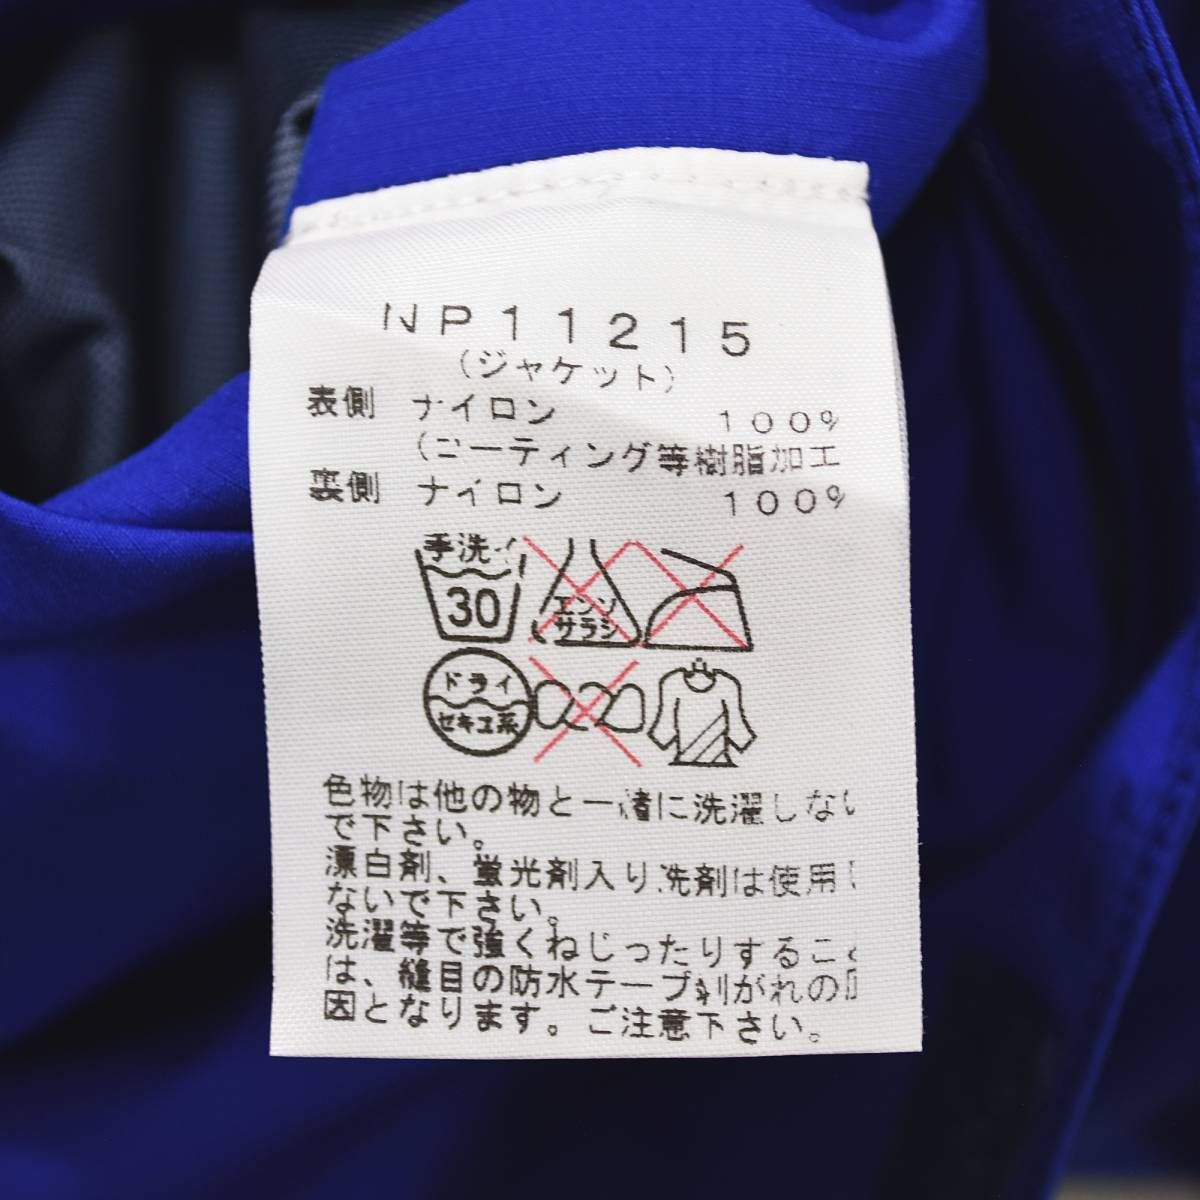 NP11215
(ジャケット)
表側 ナイロン 100%
(コーティング等樹脂加工
裏側 ナイロン 100%
手洗イ
30
エンソ
サラシ
ドライ
セキユ系
色物は他の物と一緒に洗濯しない
で下さい。
漂白剤、蛍光剤入り洗剤は使用し
ないで下さい。
洗濯等で強くねじったりすること
は、縫目の防水テープ剥がれの原
因となります。ご注意下さい。